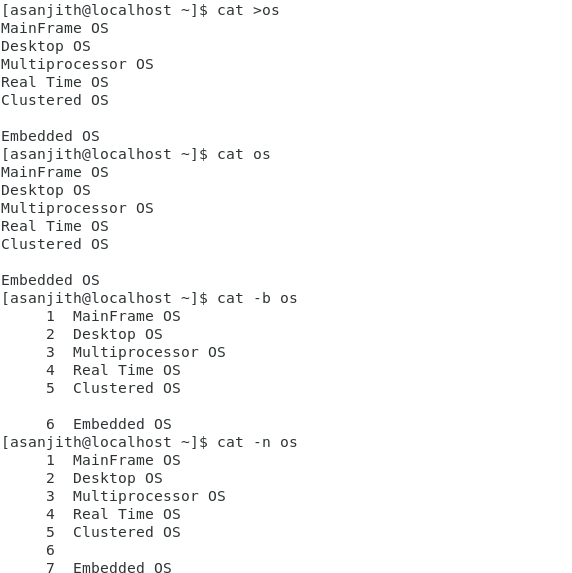 [asanjith@localhost ~]$ cat >os
MainFrame OS
Desktop OS
Multiprocessor OS
Real Time OS
Clustered OS

Embedded OS
[asanjith@localhost ~]$ cat os
MainFrame OS
Desktop OS
Multiprocessor OS
Real Time OS
Clustered OS

Embedded OS
[asanjith@localhost ~]$ cat -b os
     1  MainFrame OS
     2  Desktop OS
     3  Multiprocessor OS
     4  Real Time OS
     5  Clustered OS

     6  Embedded OS
[asanjith@localhost ~]$ cat -n os
     1  MainFrame OS
     2  Desktop OS
     3  Multiprocessor OS
     4  Real Time OS
     5  Clustered OS
     6
     7  Embedded OS